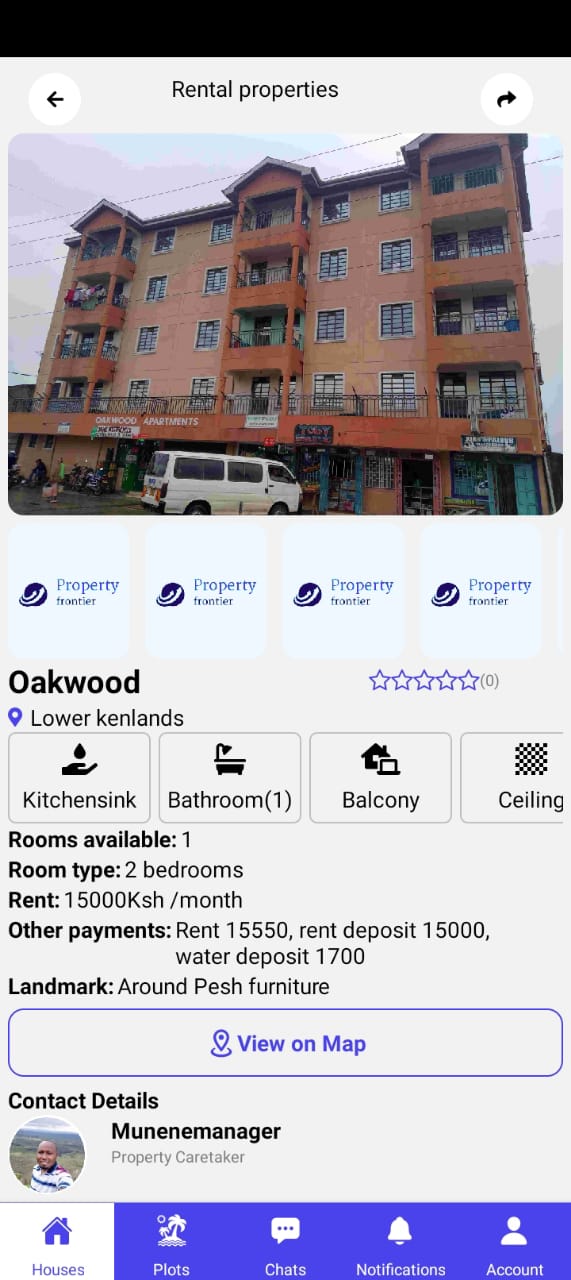 Rental properties
OAKWOOD APARTMENTS
Property
frontier
Property
frontier
Property
frontier
Property
frontier
Oakwood
(0)
Lower kenlands
Kitchensink
Bathroom(1)
Balcony
Ceiling
Rooms available: 1
Room type: 2 bedrooms
Rent: 15000Ksh /month
Other payments: Rent 15550, rent deposit 15000,
water deposit 1700
Landmark: Around Pesh furniture
View on Map
Contact Details
Munenemanager
Property Caretaker
Houses
Plots
Chats
Notifications
Account